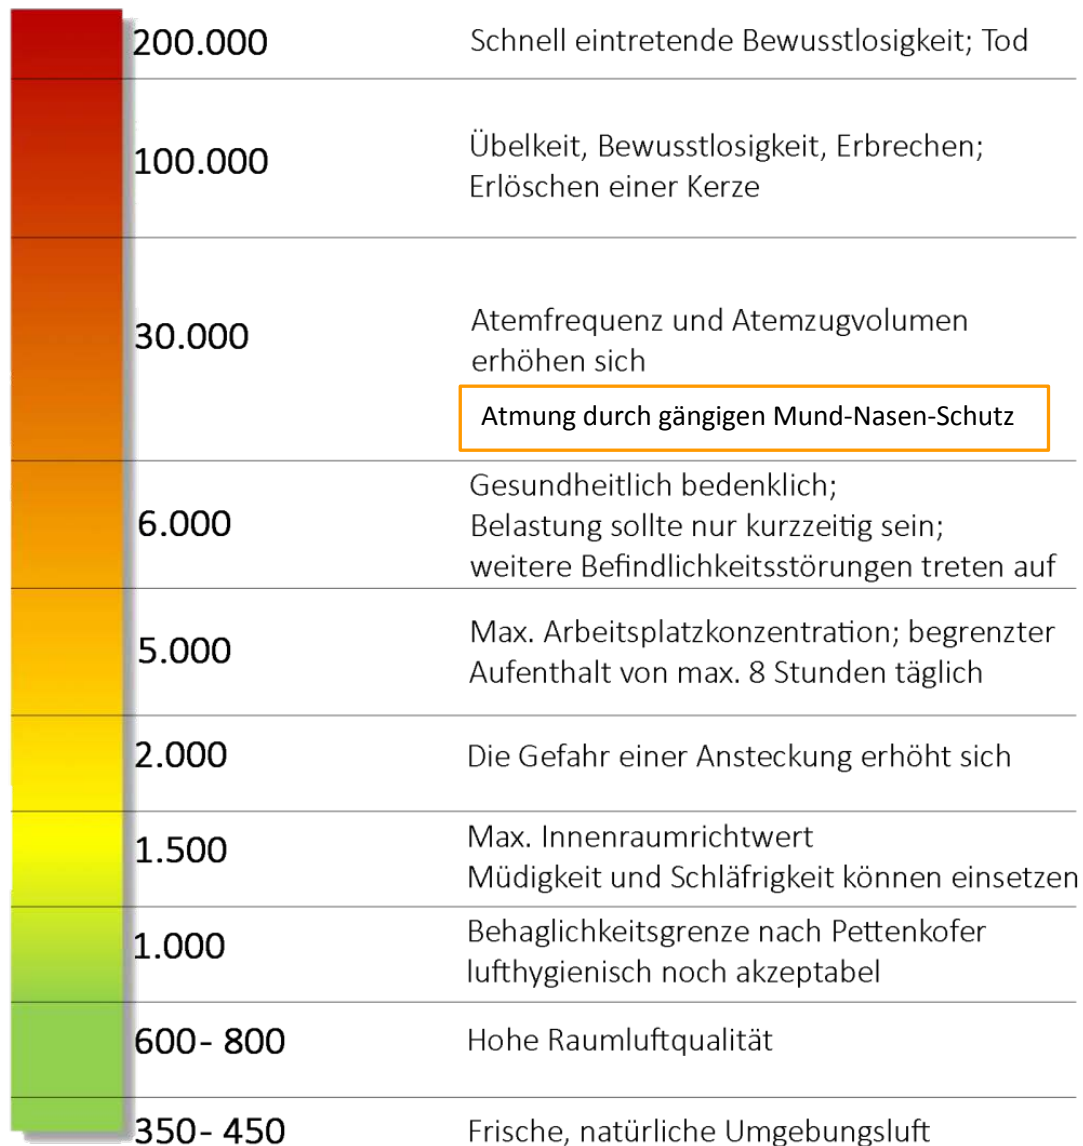 200.000 Schnell eintretende Bewusstlosigkeit; Tod
100.000 Übelkeit, Bewusstlosigkeit, Erbrechen;
Erlöschen einer Kerze
30.000 Atemfrequenz und Atemzugvolumen
erhöhen sich
Atmung durch gängigen Mund-Nasen-Schutz
6.000 Gesundheitlich bedenklich;
Belastung sollte nur kurzzeitig sein;
weitere Befindlichkeitsstörungen treten auf
5.000 Max. Arbeitsplatzkonzentration; begrenzter
Aufenthalt von max. 8 Stunden täglich
2.000 Die Gefahr einer Ansteckung erhöht sich
1.500 Max. Innenraumrichtwert
Müdigkeit und Schläfrigkeit können einsetzen
1.000 Behaglichkeitsgrenze nach Pettenkofer
lufthygienisch noch akzeptabel
600- 800 Hohe Raumluftqualität
350- 450 Frische, natürliche Umgebungsluft